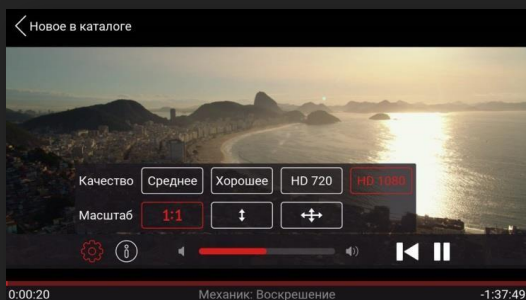 Новое в каталоге
Качество Среднее Хорошее HD 720 HD 1080
Масштаб 1:1
0:00:20 Механик: Воскрешение -1:37:49